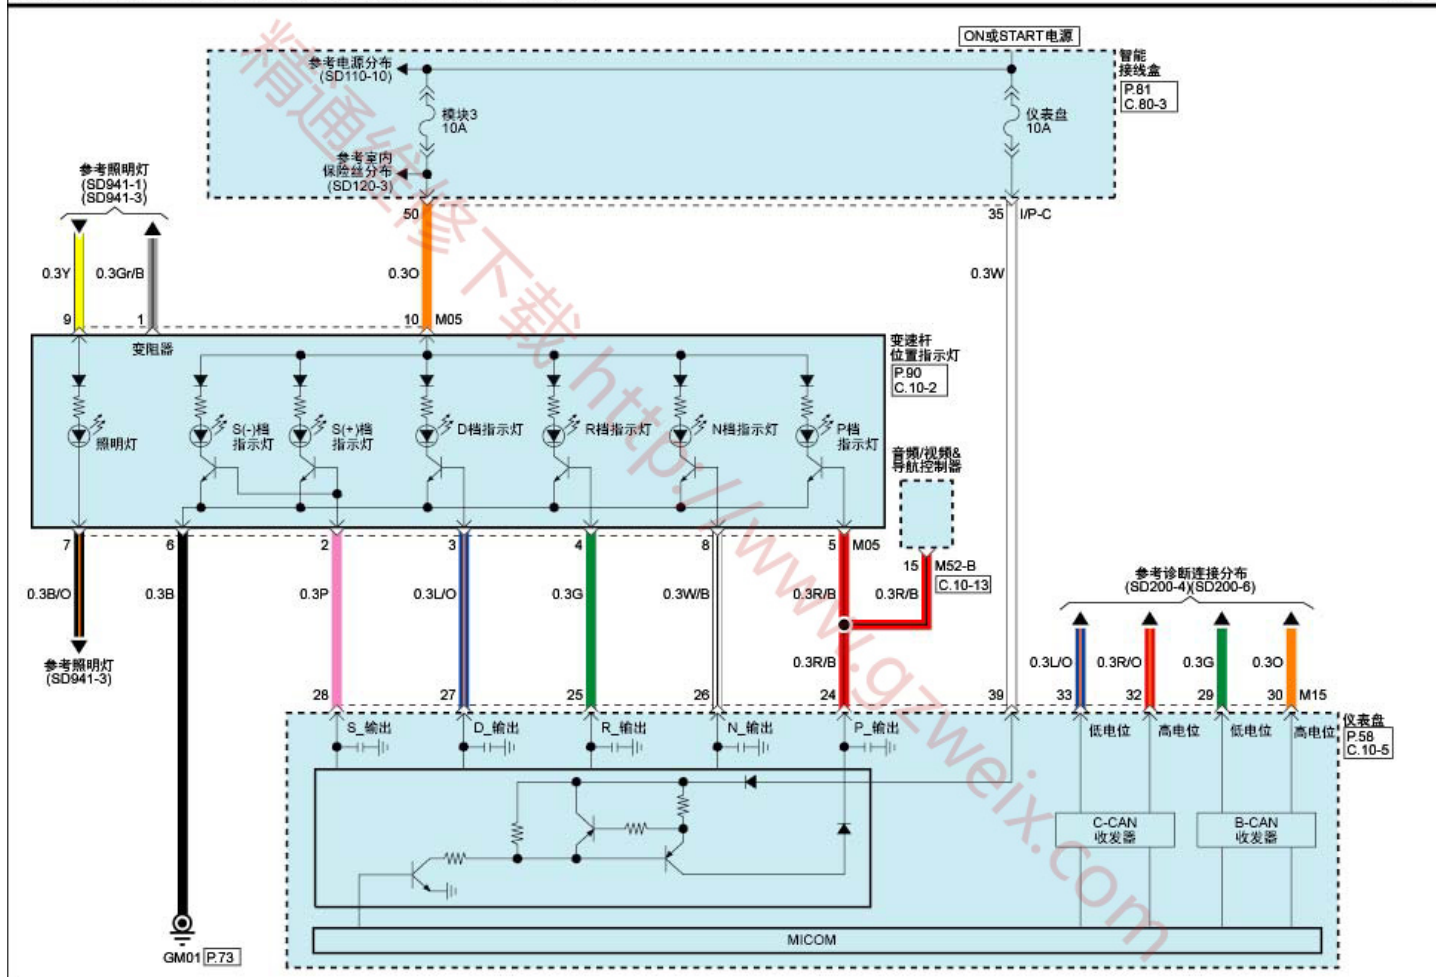 ON或START电源
智能
接线盒
P.81
C.80-3
参考电源分布
(SD110-10)
模块3
10A
仪表盘
10A
参考室内
保险丝分布
(SD120-3)
参考照明灯
(SD941-1)
(SD941-3)
50
35
I/P-C
0.3Y
0.3Gr/B
0.3O
0.3W
9
1
10
M05
变阻器
变速杆
位置指示灯
P.90
C.10-2
照明灯
S(-)档
指示灯
S(+)档
指示灯
D档指示灯
R档指示灯
N档指示灯
P档
指示灯
音频/视频&
导航控制器
7
6
2
3
4
8
5
M05
15
M52-B
C.10-13
0.3B/O
0.3B
0.3P
0.3L/O
0.3G
0.3W/B
0.3R/B
0.3R/B
参考诊断连接分布
(SD200-4)(SD200-6)
参考照明灯
(SD941-3)
0.3R/B
0.3L/O
0.3R/O
0.3G
0.3O
28
27
25
26
24
39
33
32
29
30
M15
S_输出
D_输出
R_输出
N_输出
P_输出
低电位
高电位
低电位
高电位
仪表盘
P.58
C.10-5
C-CAN
收发器
B-CAN
收发器
MICOM
GM01
P.73
精通维修下载 http://www.gzweix.com